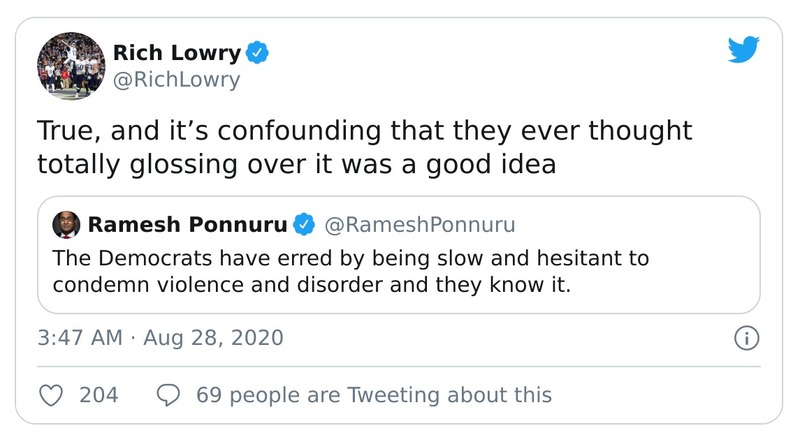 Rich Lowry
@RichLowry
True, and it’s confounding that they ever thought
totally glossing over it was a good idea
Ramesh Ponnuru @RameshPonnuru
The Democrats have erred by being slow and hesitant to
condemn violence and disorder and they know it.
3:47 AM · Aug 28, 2020
204 69 people are Tweeting about this